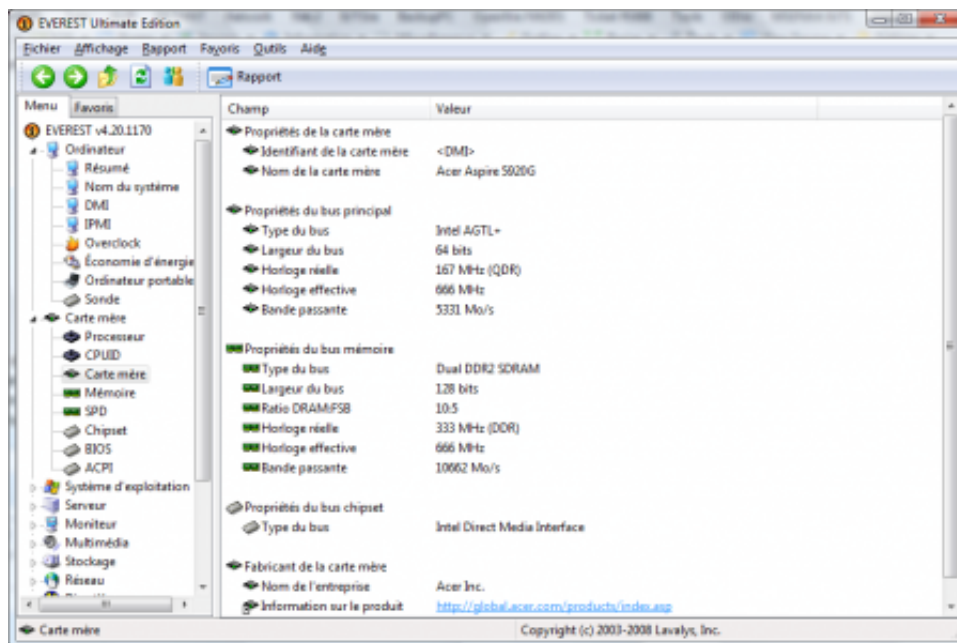 EVEREST Ultimate Edition
Fichier Affichage Rapport Favoris Outils Aide
Rapport
Menu Favoris
Champ Valeur
EVEREST v4.20.1170
Ordinateur
Résumé
Nom du système
DMI
IPMI
Overclock
Économie d'énergie
Ordinateur portable
Sonde
Carte mère
Processeur
CPUID
Carte mère
Mémoire
SPD
Chipset
BIOS
ACPI
Système d'exploitation
Serveur
Moniteur
Multimédia
Stockage
Réseau
Propriétés de la carte mère
Identifiant de la carte mère <DMI>
Nom de la carte mère Acer Aspire 5920G
Propriétés du bus principal
Type du bus Intel AGTL+
Largeur du bus 64 bits
Horloge réelle 167 MHz (QDR)
Horloge effective 666 MHz
Bande passante 5331 Mo/s
Propriétés du bus mémoire
Type du bus Dual DDR2 SDRAM
Largeur du bus 128 bits
Ratio DRAM:FSB 10:5
Horloge réelle 333 MHz (DDR)
Horloge effective 666 MHz
Bande passante 10662 Mo/s
Propriétés du bus chipset
Type du bus Intel Direct Media Interface
Fabricant de la carte mère
Nom de l'entreprise Acer Inc.
Information sur le produit http://global.acer.com/products/index.asp
Carte mère Copyright (c) 2003-2008 Lavalys, Inc.